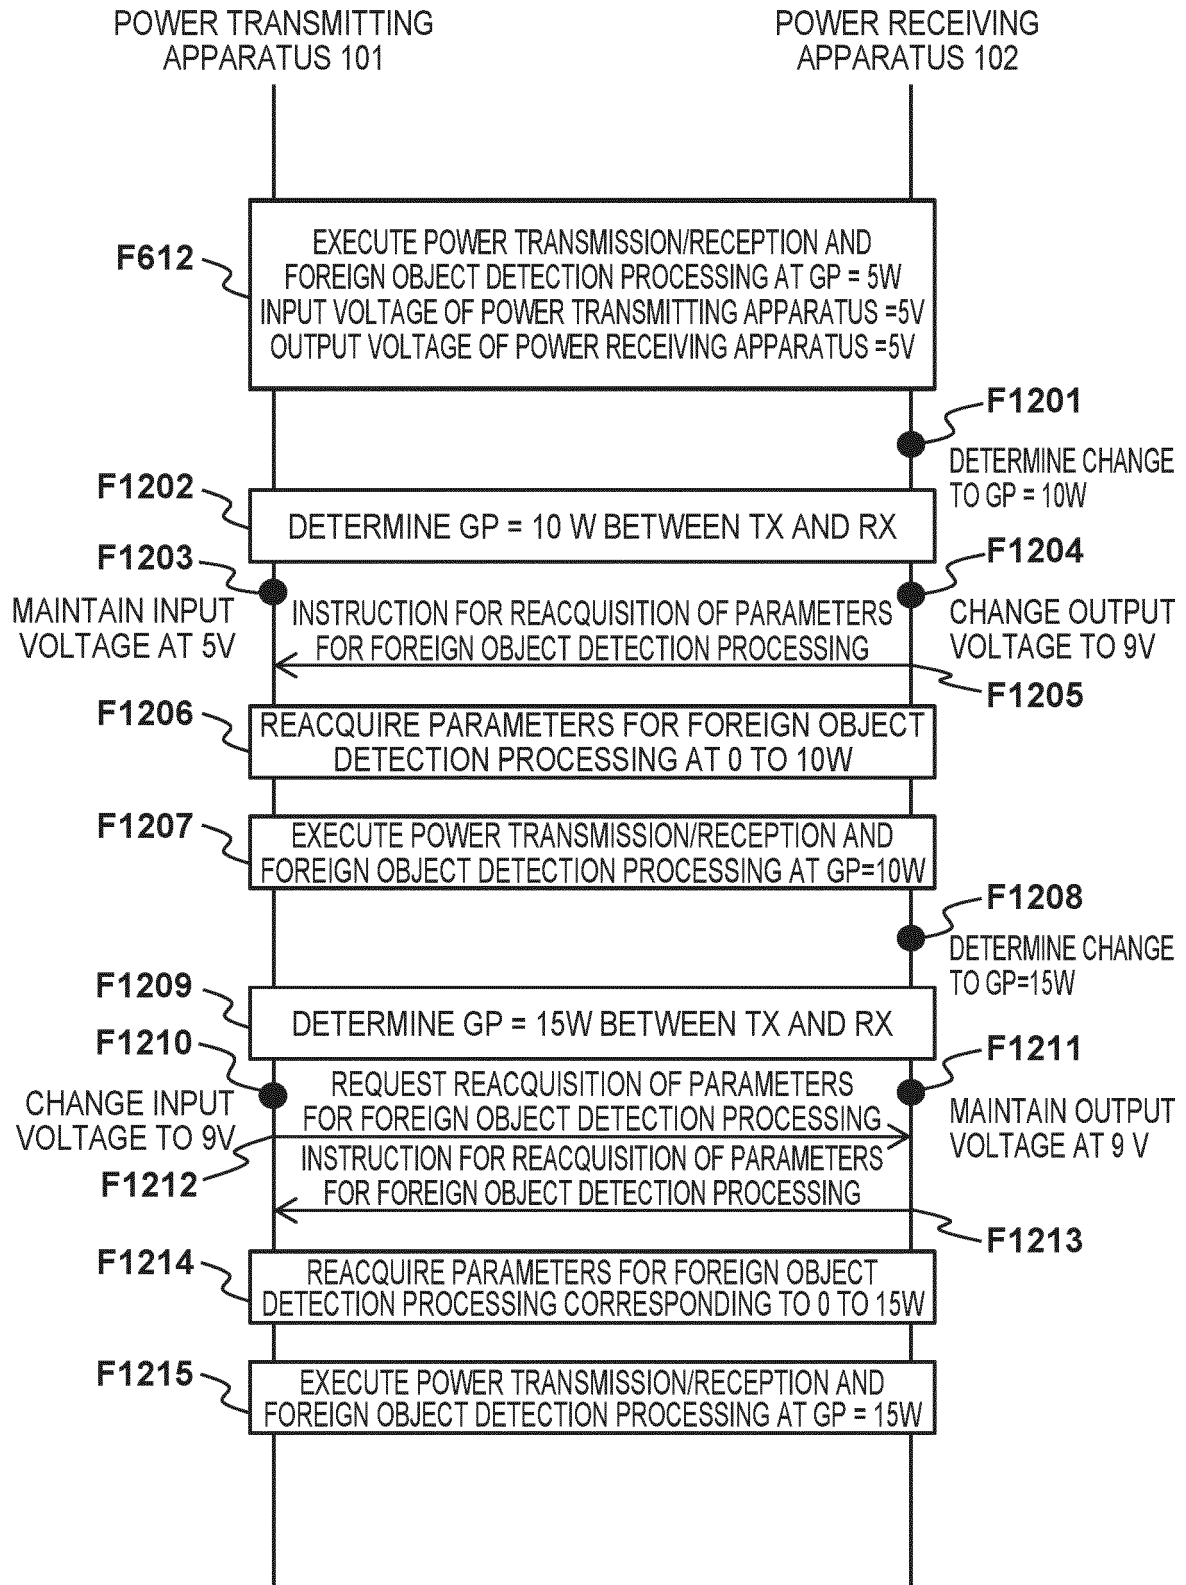 POWER TRANSMITTING
APPARATUS 101
POWER RECEIVING
APPARATUS 102
F612
EXECUTE POWER TRANSMISSION/RECEPTION AND
FOREIGN OBJECT DETECTION PROCESSING AT GP = 5W
INPUT VOLTAGE OF POWER TRANSMITTING APPARATUS =5V
OUTPUT VOLTAGE OF POWER RECEIVING APPARATUS =5V
F1201
DETERMINE CHANGE
TO GP = 10W
F1202
DETERMINE GP = 10 W BETWEEN TX AND RX
F1203
MAINTAIN INPUT
VOLTAGE AT 5V
F1204
CHANGE OUTPUT
VOLTAGE TO 9V
INSTRUCTION FOR REACQUISITION OF PARAMETERS
FOR FOREIGN OBJECT DETECTION PROCESSING
F1205
F1206
REACQUIRE PARAMETERS FOR FOREIGN OBJECT
DETECTION PROCESSING AT 0 TO 10W
F1207
EXECUTE POWER TRANSMISSION/RECEPTION AND
FOREIGN OBJECT DETECTION PROCESSING AT GP=10W
F1208
DETERMINE CHANGE
TO GP=15W
F1209
DETERMINE GP = 15W BETWEEN TX AND RX
F1210
CHANGE INPUT
VOLTAGE TO 9V
F1211
MAINTAIN OUTPUT
VOLTAGE AT 9 V
REQUEST REACQUISITION OF PARAMETERS
FOR FOREIGN OBJECT DETECTION PROCESSING
F1212
INSTRUCTION FOR REACQUISITION OF PARAMETERS
FOR FOREIGN OBJECT DETECTION PROCESSING
F1213
F1214
REACQUIRE PARAMETERS FOR FOREIGN OBJECT
DETECTION PROCESSING CORRESPONDING TO 0 TO 15W
F1215
EXECUTE POWER TRANSMISSION/RECEPTION AND
FOREIGN OBJECT DETECTION PROCESSING AT GP = 15W